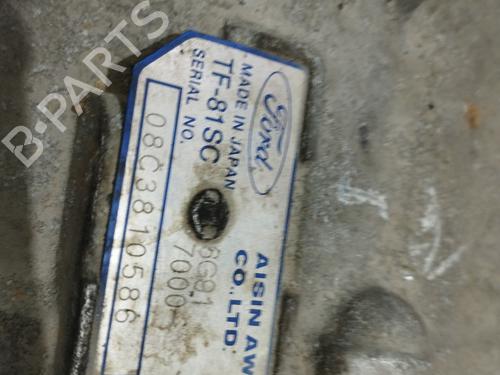 Ford
MADE IN JAPAN
TF-81SC
SERIAL NO.
08C3810586
6G91
7000
AISIN AW
CO., LTD.
B-PARTS